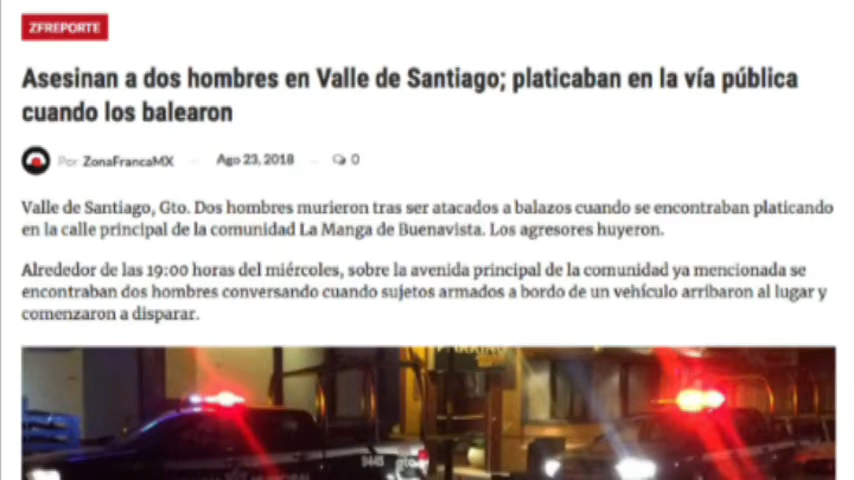 ZFREPORTE
Asesinan a dos hombres en Valle de Santiago; platicaban en la vía pública
cuando los balearon
Por ZonaFrancaMX — Ago 23, 2018 — 0
Valle de Santiago, Gto. Dos hombres murieron tras ser atacados a balazos cuando se encontraban platicando
en la calle principal de la comunidad La Manga de Buenavista. Los agresores huyeron.
Alrededor de las 19:00 horas del miércoles, sobre la avenida principal de la comunidad ya mencionada se
encontraban dos hombres conversando cuando sujetos armados a bordo de un vehículo arribaron al lugar y
comenzaron a disparar.